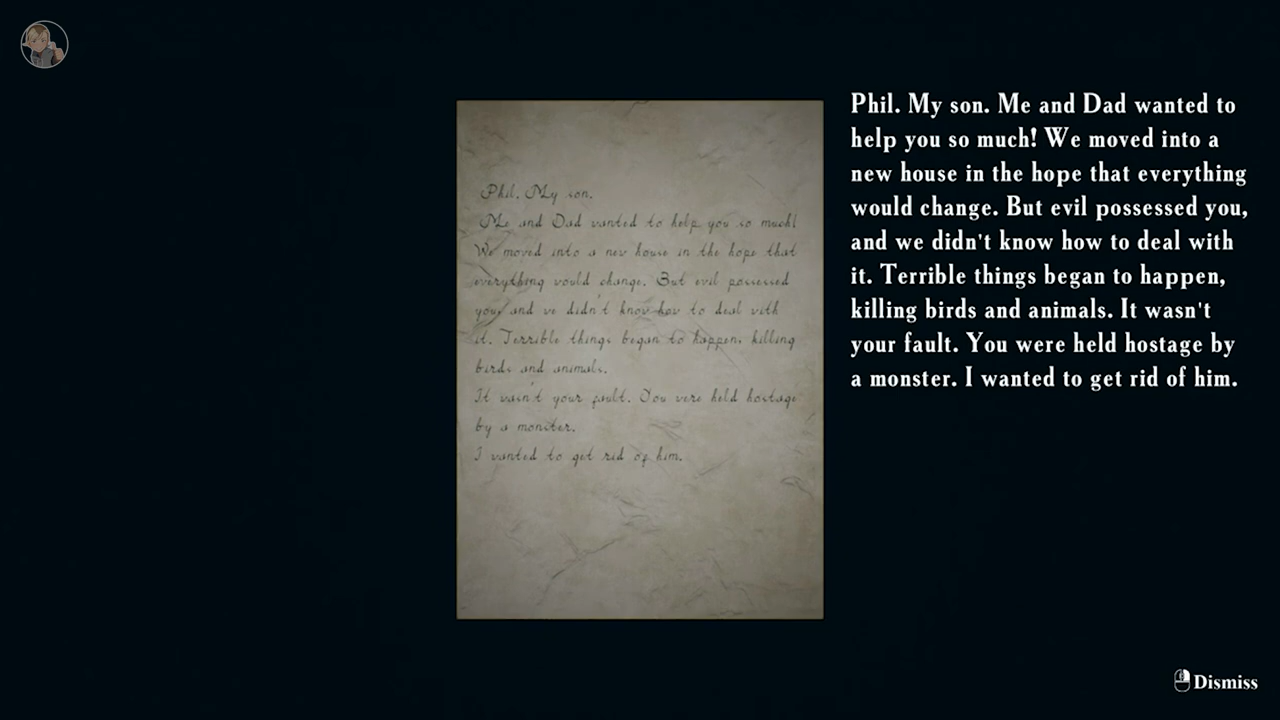 Phil. My son.
Me and Dad wanted to help you so much!
We moved into a new house in the hope that
everything would change. But evil possessed
you, and we didn't know how to deal with
it. Terrible things began to happen, killing
birds and animals.
It wasn't your fault. You were held hostage
by a monster.
I wanted to get rid of him.
Phil. My son. Me and Dad wanted to
help you so much! We moved into a
new house in the hope that everything
would change. But evil possessed you,
and we didn't know how to deal with
it. Terrible things began to happen,
killing birds and animals. It wasn't
your fault. You were held hostage by
a monster. I wanted to get rid of him.
Dismiss